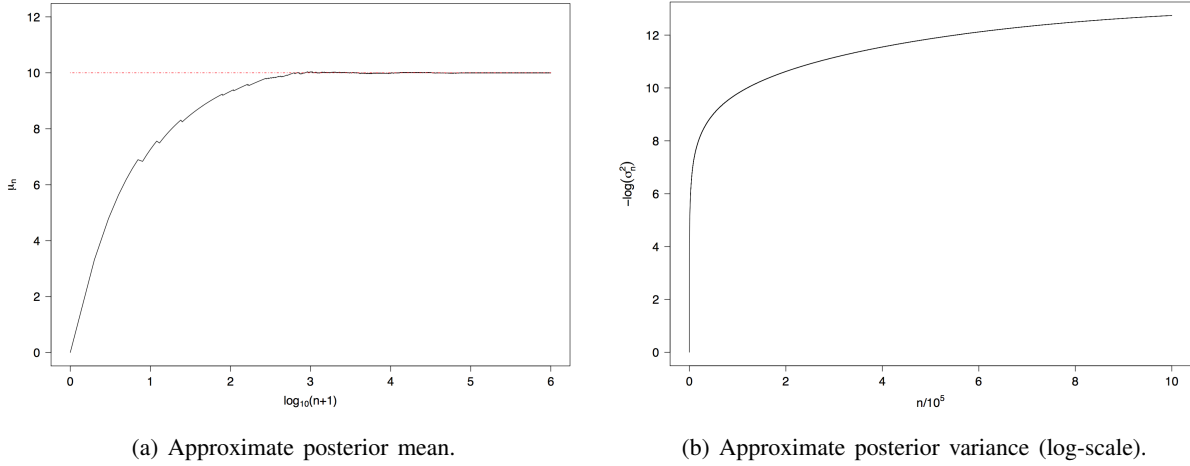 12
10
8
6
4
2
0
μn
0 1 2 3 4 5 6
log10(n+1)
(a) Approximate posterior mean.
12
10
8
6
4
2
0
−log(σn2)
0 2 4 6 8 10
n/105
(b) Approximate posterior variance (log-scale).